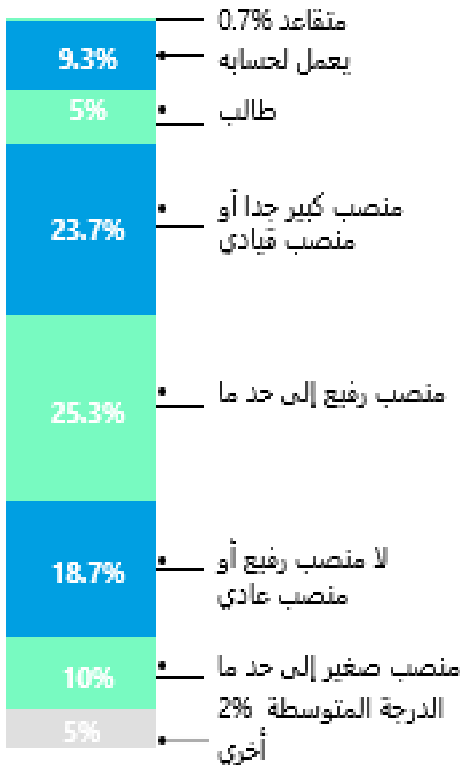 متقاعد 0.7%
9.3% يعمل لحسابه
5% طالب
23.7% منصب كبير جدا أو
منصب قيادي
25.3% منصب رفيع إلى حد ما
18.7% لا منصب رفيع أو
منصب عادي
10% منصب صغير إلى حد ما
الدرجة المتوسطة 2%
5% أخرى